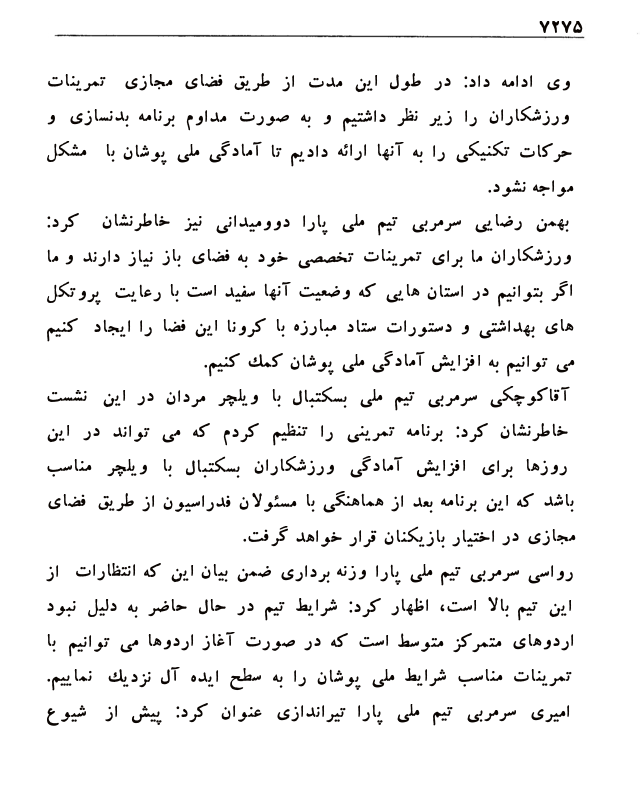 ۷۲۷۵
وی ادامه داد: در طول این مدت از طریق فضای مجازی تمرینات
ورزشکاران را زیر نظر داشتیم و به صورت مداوم برنامه بدنسازی و
حرکات تکنیکی را به آنها ارائه دادیم تا آمادگی ملی پوشان با مشکل
مواجه نشود.
بهمن رضایی سرمربی تیم ملی پارا دوومیدانی نیز خاطرنشان کرد:
ورزشکاران ما برای تمرینات تخصصی خود به فضای باز نیاز دارند و ما
اگر بتوانیم در استان هایی که وضعیت آنها سفید است با رعایت پروتکل
های بهداشتی و دستورات ستاد مبارزه با کرونا این فضا را ایجاد کنیم
می توانیم به افزایش آمادگی ملی پوشان کمک کنیم.
آقاکوچکی سرمربی تیم ملی بسکتبال با ویلچر مردان در این نشست
خاطرنشان کرد: برنامه تمرینی را تنظیم کردم که می تواند در این
روزها برای افزایش آمادگی ورزشکاران بسکتبال با ویلچر مناسب
باشد که این برنامه بعد از هماهنگی با مسئولان فدراسیون از طریق فضای
مجازی در اختیار بازیکنان قرار خواهد گرفت.
رواسی سرمربی تیم ملی پارا وزنه برداری ضمن بیان این که انتظارات از
این تیم بالا است، اظهار کرد: شرایط تیم در حال حاضر به دلیل نبود
اردوهای متمرکز متوسط است که در صورت آغاز اردوها می توانیم با
تمرینات مناسب شرایط ملی پوشان را به سطح ایده آل نزدیک نماییم.
امیری سرمربی تیم ملی پارا تیراندازی عنوان کرد: پیش از شیوع